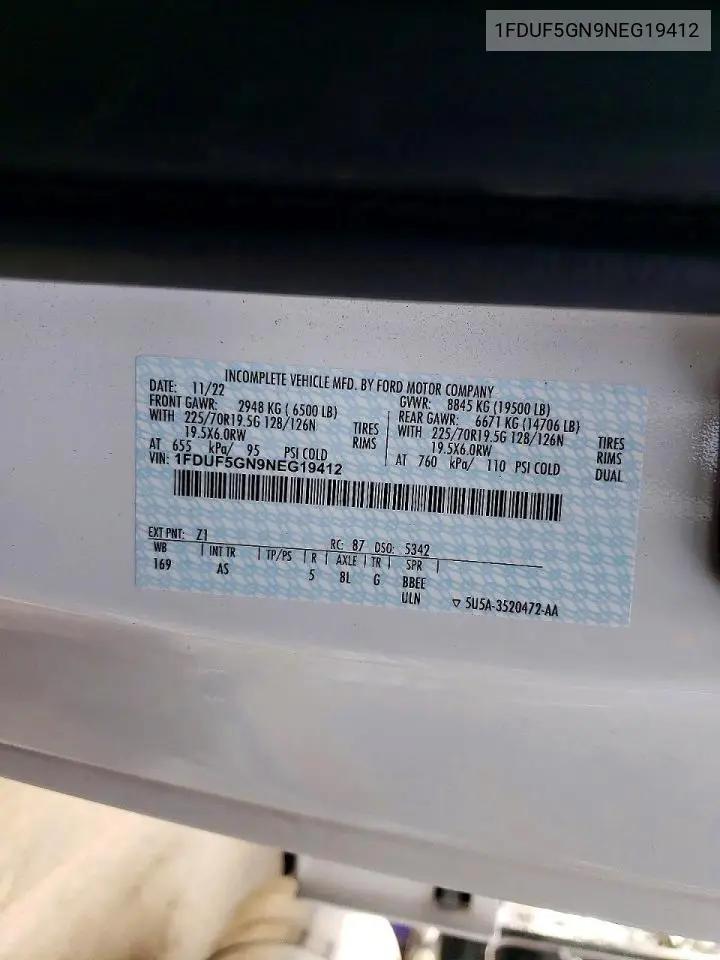 1FDUF5GN9NEG19412
INCOMPLETE VEHICLE MFD. BY FORD MOTOR COMPANY
DATE: 11/22
GVWR: 8845 KG (19500 LB)
FRONT GAWR: 2948 KG ( 6500 LB)
REAR GAWR: 6671 KG (14706 LB)
WITH 225/70R19.5G 128/126N TIRES
WITH 225/70R19.5G 128/126N TIRES
19.5X6.0RW RIMS
19.5X6.0RW RIMS
AT 655 kPa/ 95 PSI COLD
AT 760 kPa/ 110 PSI COLD DUAL
VIN: 1FDUF5GN9NEG19412
EXT PNT: Z1 RC: 87 DSO: 5342
WB | INT TR | TP/PS | R | AXLE | TR | SPR |
169 AS 5 8L G BBEE
ULN ▽ 5U5A-3520472-AA